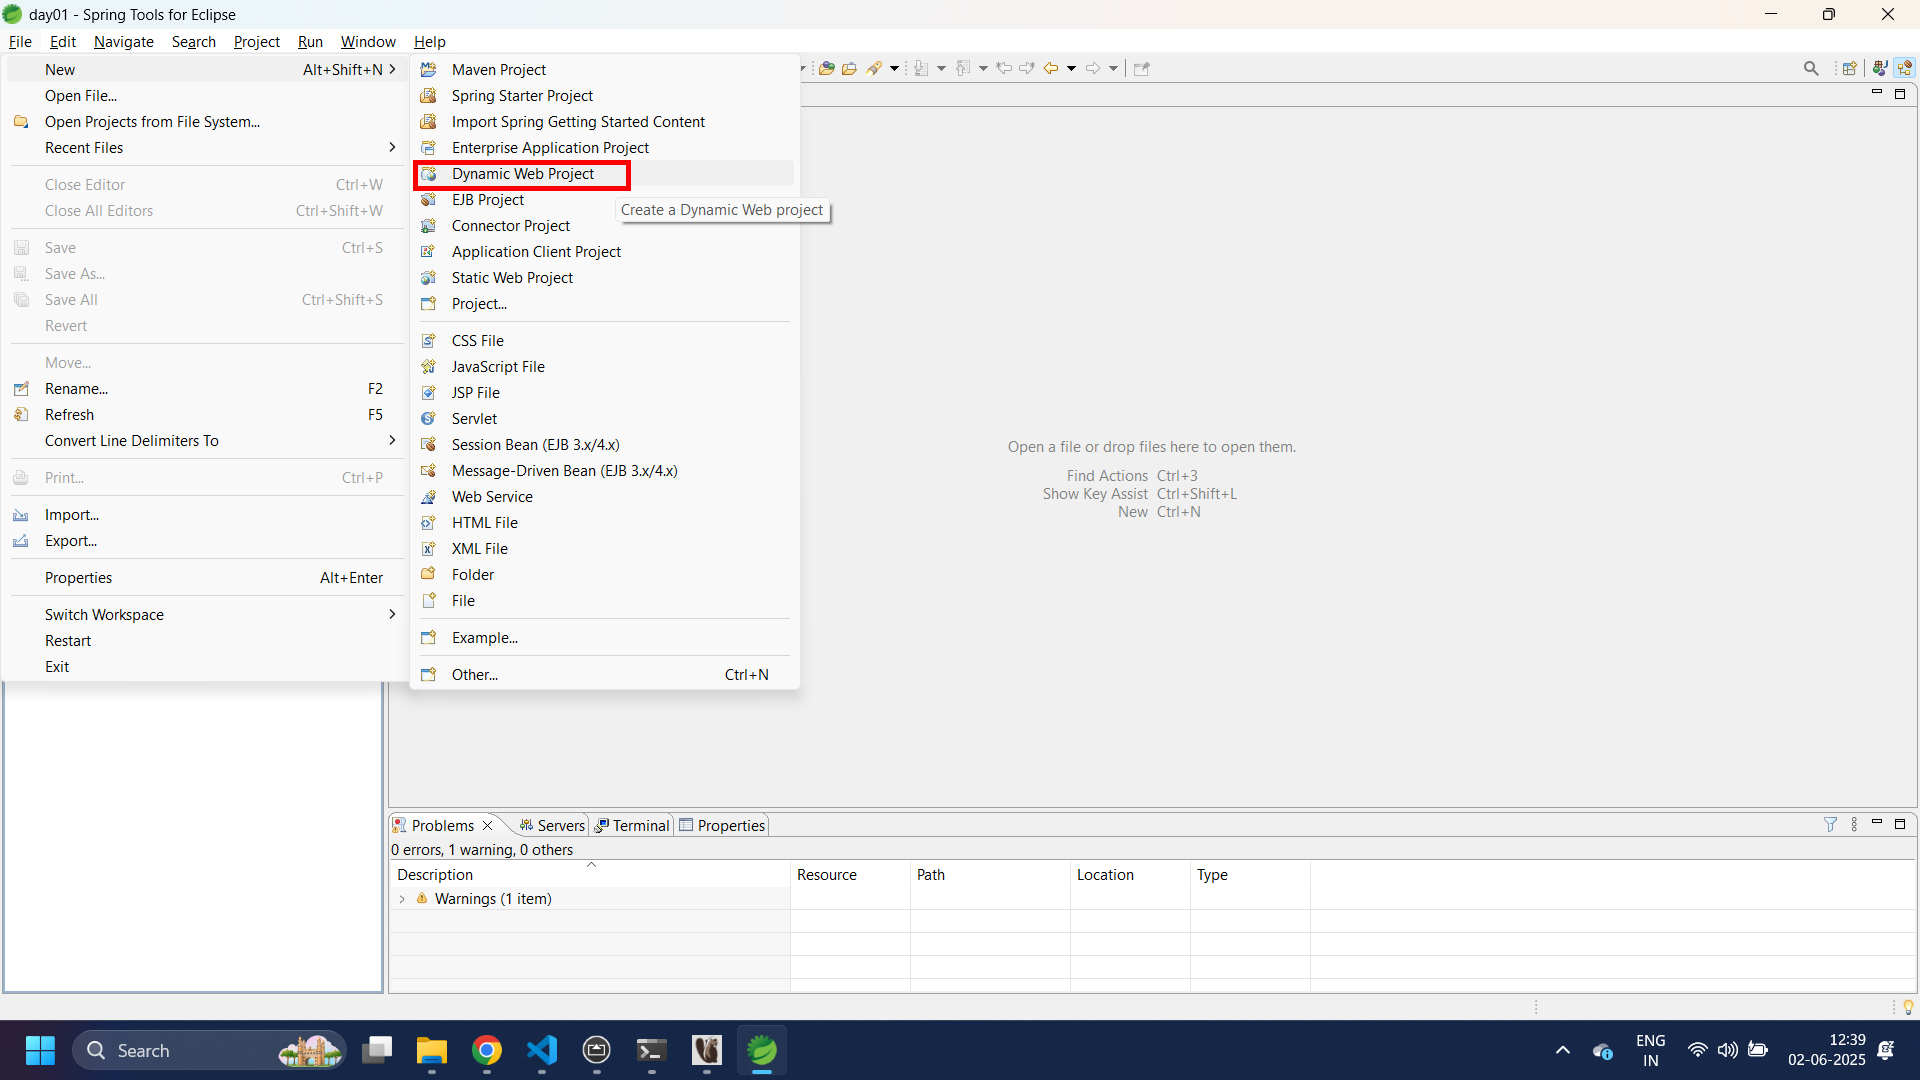 day01 - Spring Tools for Eclipse
File Edit Navigate Search Project Run Window Help
New Alt+Shift+N
Open File...
Open Projects from File System...
Recent Files
Close Editor Ctrl+W
Close All Editors Ctrl+Shift+W
Save Ctrl+S
Save As...
Save All Ctrl+Shift+S
Revert
Move...
Rename... F2
Refresh F5
Convert Line Delimiters To
Print... Ctrl+P
Import...
Export...
Properties Alt+Enter
Switch Workspace
Restart
Exit
Maven Project
Spring Starter Project
Import Spring Getting Started Content
Enterprise Application Project
Dynamic Web Project
EJB Project
Create a Dynamic Web project
Connector Project
Application Client Project
Static Web Project
Project...
CSS File
JavaScript File
JSP File
Servlet
Session Bean (EJB 3.x/4.x)
Message-Driven Bean (EJB 3.x/4.x)
Web Service
HTML File
XML File
Folder
File
Example...
Other... Ctrl+N
Open a file or drop files here to open them.
Find Actions Ctrl+3
Show Key Assist Ctrl+Shift+L
New Ctrl+N
Problems Servers Terminal Properties
0 errors, 1 warning, 0 others
Description Resource Path Location Type
Warnings (1 item)
Search
ENG
IN
12:39
02-06-2025